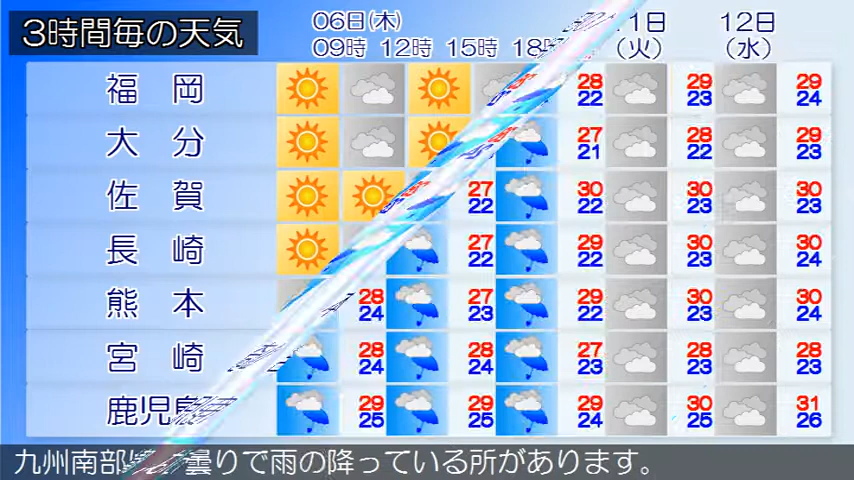 3時間毎の天気
06日(木)
09時 12時 15時 18時
1日 12日
(火) (水)
福岡 28 22 29 23 29 24
大分 27 21 28 22 29 23
佐賀 27 22 30 22 30 23 30 23
長崎 27 22 29 22 30 23 30 24
熊本 28 24 27 23 29 22 30 23 30 24
宮崎 28 24 28 24 27 23 28 23 28 23
鹿児島 29 25 29 25 29 24 30 25 31 26
九州南部 曇りで雨の降っている所があります。